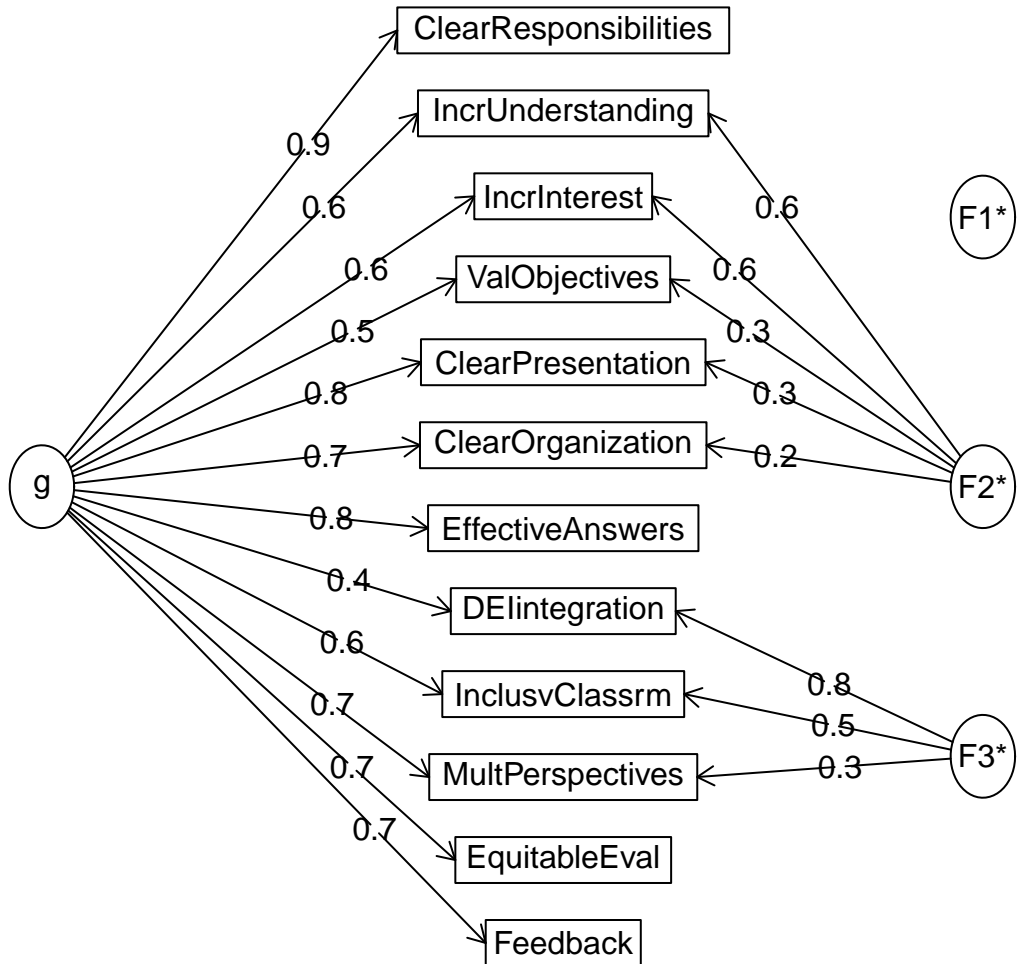 ClearResponsibilities
IncrUnderstanding
IncrInterest
ValObjectives
ClearPresentation
ClearOrganization
EffectiveAnswers
DEIintegration
InclusvClassrm
MultPerspectives
EquitableEval
Feedback
g
0.9
0.6
0.6
0.5
0.8
0.7
0.8
0.4
0.6
0.7
0.7
0.7
F1*
F2*
F3*
0.6
0.6
0.3
0.3
0.2
0.8
0.5
0.3